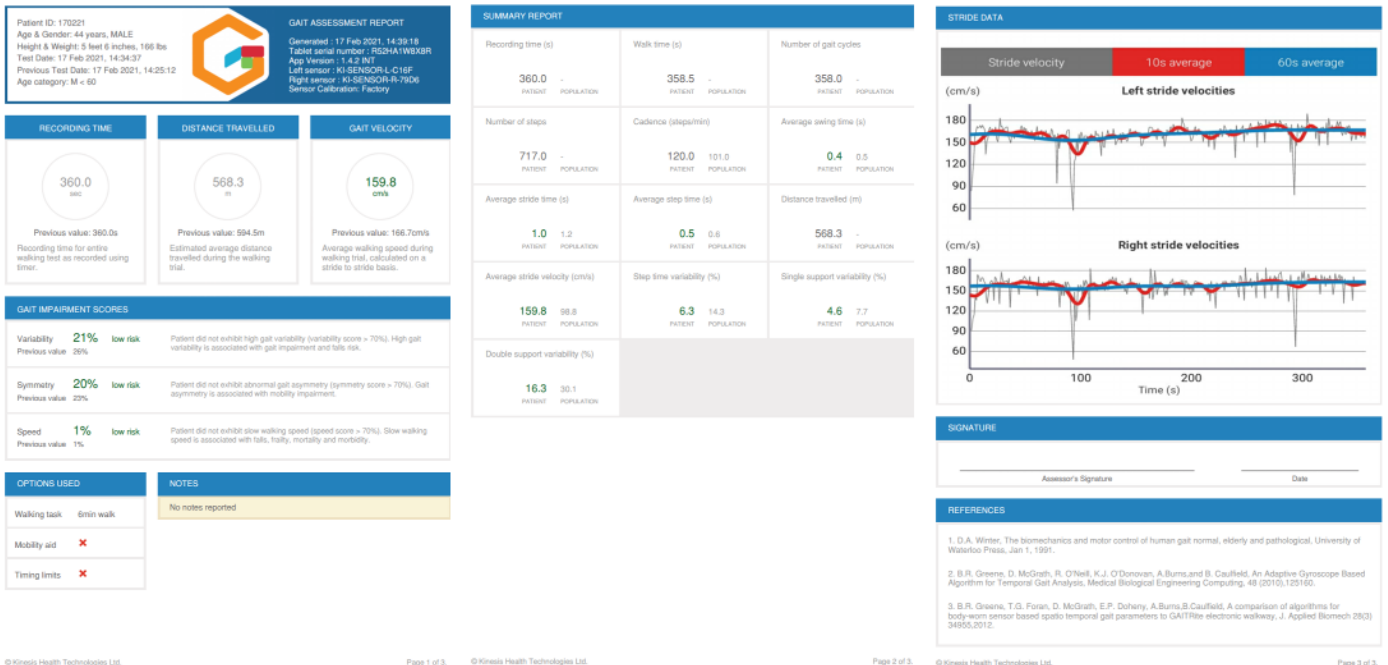 Patient ID: 170221
Age & Gender: 44 years, MALE
Height & Weight: 5 feet 6 inches, 166 lbs
Test Date: 17 Feb 2021, 14:34:37
Previous Test Date: 17 Feb 2021, 14:25:12
Age category: M < 60
GAIT ASSESSMENT REPORT
Generated : 17 Feb 2021, 14:39:18
Tablet serial number : R52HA1WBXBR
App Version : 1.4.2 INT
Left sensor : KI-SENSOR-L-C16F
Right sensor : KI-SENSOR-R-79D6
Sensor Calibration: Factory
RECORDING TIME
360.0
sec
Previous value: 360.0s
Recording time for entire
walking test as recorded using
timer.
DISTANCE TRAVELLED
568.3
m
Previous value: 594.5m
Estimated average distance
travelled during the walking
trial.
GAIT VELOCITY
159.8
cm/s
Previous value: 166.7cm/s
Average walking speed during
walking trial, calculated on a
stride to stride basis.
GAIT IMPAIRMENT SCORES
Variability 21% low risk
Previous value 26%
Patient did not exhibit high gait variability (variability score > 70%). High gait
variability is associated with gait impairment and falls risk.
Symmetry 20% low risk
Previous value 23%
Patient did not exhibit abnormal gait asymmetry (symmetry score > 70%). Gait
asymmetry is associated with mobility impairment.
Speed 1% low risk
Previous value 1%
Patient did not exhibit slow walking speed (speed score > 70%). Slow walking
speed is associated with falls, frailty, mortality and morbidity.
OPTIONS USED
Walking task 6min walk
Mobility aid
Timing limits
NOTES
No notes reported
© Kinesis Health Technologies Ltd.
Page 1 of 3.
SUMMARY REPORT
Recording time (s)
360.0 -
PATIENT POPULATION
Walk time (s)
358.5 -
PATIENT POPULATION
Number of gait cycles
358.0 -
PATIENT POPULATION
Number of steps
717.0 -
PATIENT POPULATION
Cadence (steps/min)
120.0 101.0
PATIENT POPULATION
Average swing time (s)
0.4 0.5
PATIENT POPULATION
Average stride time (s)
1.0 1.2
PATIENT POPULATION
Average step time (s)
0.5 0.6
PATIENT POPULATION
Distance travelled (m)
568.3 -
PATIENT POPULATION
Average stride velocity (cm/s)
159.8 98.8
PATIENT POPULATION
Step time variability (%)
6.3 14.3
PATIENT POPULATION
Single support variability (%)
4.6 7.7
PATIENT POPULATION
Double support variability (%)
16.3 30.1
PATIENT POPULATION
© Kinesis Health Technologies Ltd.
Page 2 of 3.
STRIDE DATA
Stride velocity
10s average
60s average
(cm/s)
Left stride velocities
180
150
120
90
60
(cm/s)
Right stride velocities
180
150
120
90
60
0 100 200 300
Time (s)
SIGNATURE
Assessor's Signature
Date
REFERENCES
1. D.A. Winter, The biomechanics and motor control of human gait normal, elderly and pathological, University of
Waterloo Press, Jan 1, 1991.
2. B.R. Greene, D. McGrath, R. O'Neill, K.J. O'Donovan, A.Burns,and B. Caulfield, An Adaptive Gyroscope Based
Algorithm for Temporal Gait Analysis, Medical Biological Engineering Computing, 48 (2010),125160.
3. B.R. Greene, T.G. Foran, D. McGrath, E.P. Doheny, A.Burns,B.Caulfield, A comparison of algorithms for
body-worn sensor based spatio temporal gait parameters to GAITRite electronic walkway, J. Applied Biomech 28(3)
34955,2012.
© Kinesis Health Technologies Ltd.
Page 3 of 3.